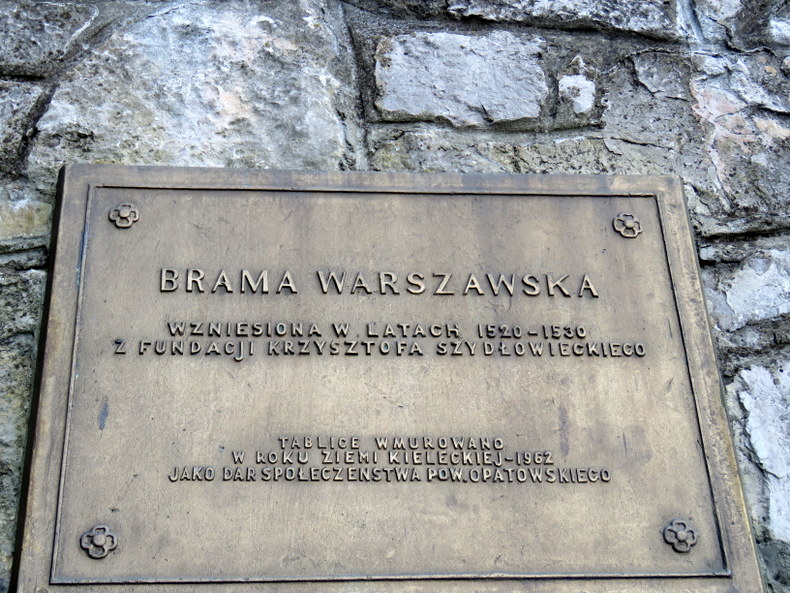 BRAMA WARSZAWSKA
WZNIESIONA W LATACH 1520-1530
Z FUNDACJI KRZYSZTOFA SZYDŁOWIECKIEGO
TABLICE WMUROWANO
W ROKU ZIEMI KIELECKIEJ-1962
JAKO DAR SPOŁECZENSTWA POW.OPATOWSKIEGO